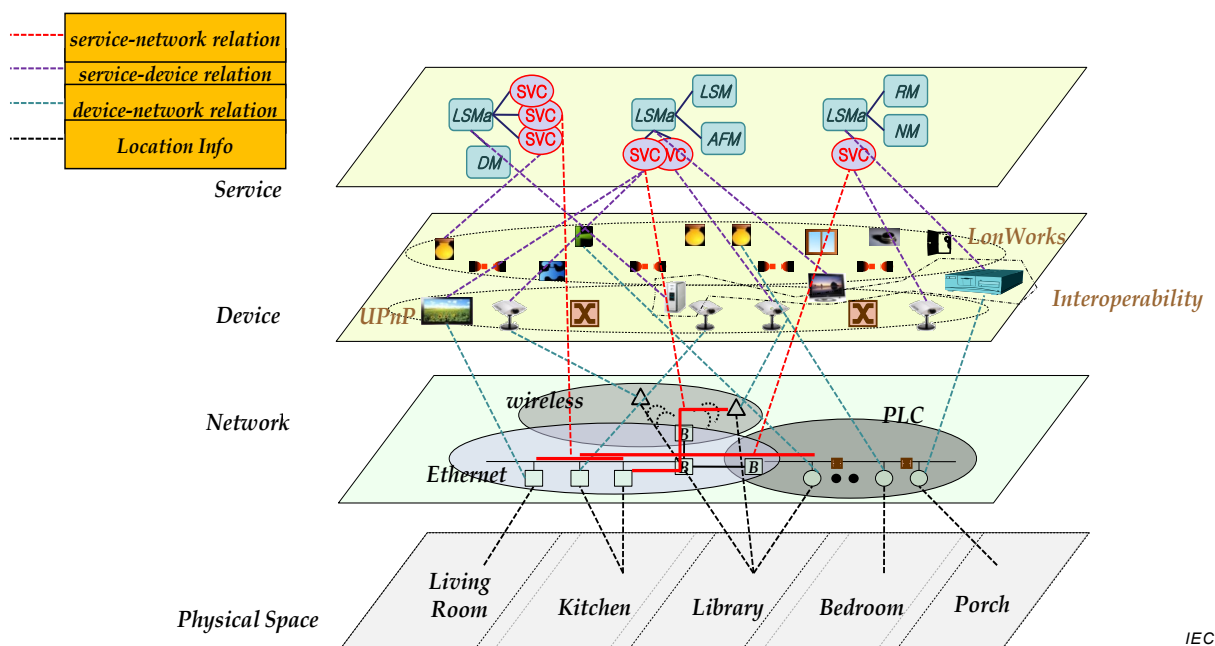 service-network relation
service-device relation
device-network relation
Location Info
Service
LSMa
SVC
SVC
SVC
DM
LSMa
LSM
AFM
SVC
VC
LSMa
RM
NM
SVC
LonWorks
Device
UPnP
Interoperability
Network
wireless
PLC
Ethernet
B
B
B
Physical Space
Living
Room
Kitchen
Library
Bedroom
Porch
IEC